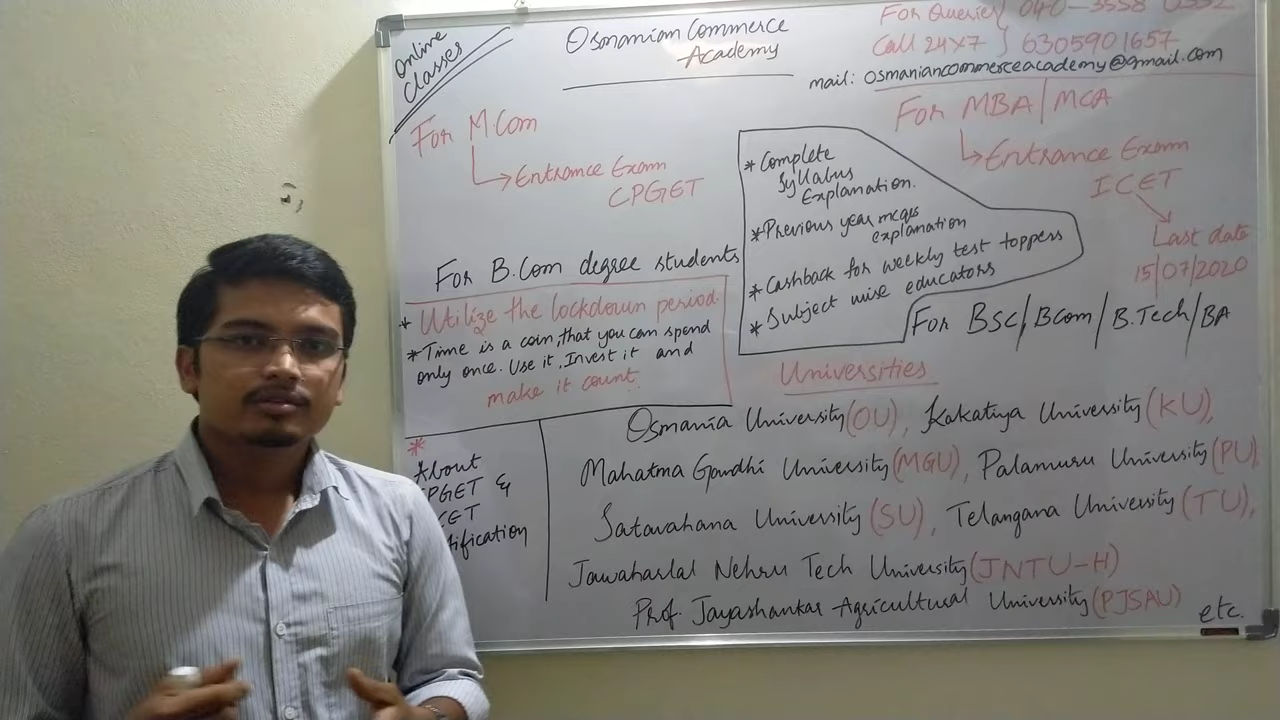 Online
Classes
Osmanian Commerce
Academy
For Queries
Call 24X7 } 6305901657
mail: osmaniancommerceacademy@gmail.com
For M.Com
Entrance Exam
CPGET
For MBA/MCA
Entrance Exam
ICET
Last date
15/07/2020
* Complete
Syllabus
Explanation.
* Previous year mcqs
explanation
* Cashback for weekly test toppers
* Subject wise educators
For B.Com degree students
* Utilize the lockdown period.
* Time is a coin, that you can spend
only once. Use it, Invest it and
make it count.
For BSc/BCom/B.Tech/BA
Universities
Osmania University (OU), Kakatiya University (KU),
Mahatma Gandhi University (MGU), Palamuru University (PU)
Satavahana University (SU), Telangana University (TU),
Jawaharlal Nehru Tech University (JNTU-H)
Prof. Jayashankar Agricultural University (PJSAU)
etc.
*
About
PGET &
CET
tification